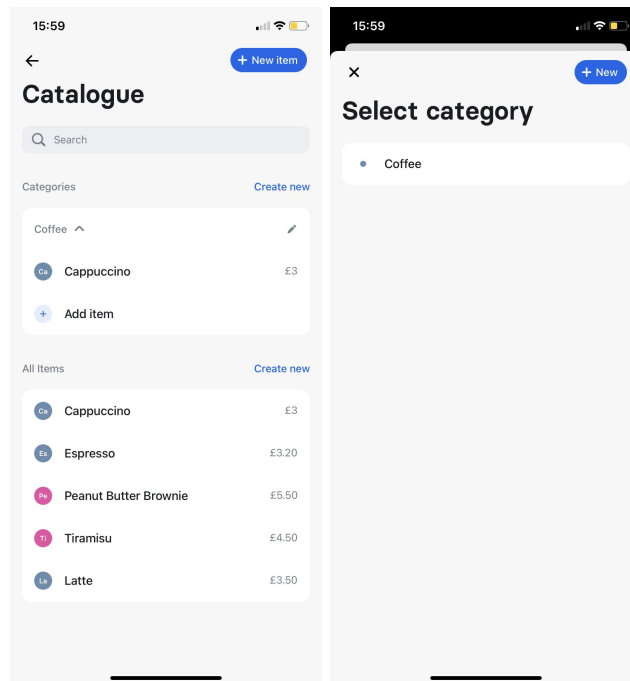 15:59
+ New item
Catalogue
Search
Categories Create new
Coffee
Ca Cappuccino £3
+ Add item
All Items Create new
Ca Cappuccino £3
Es Espresso £3.20
Pe Peanut Butter Brownie £5.50
Ti Tiramisu £4.50
La Latte £3.50
15:59
+ New
Select category
Coffee